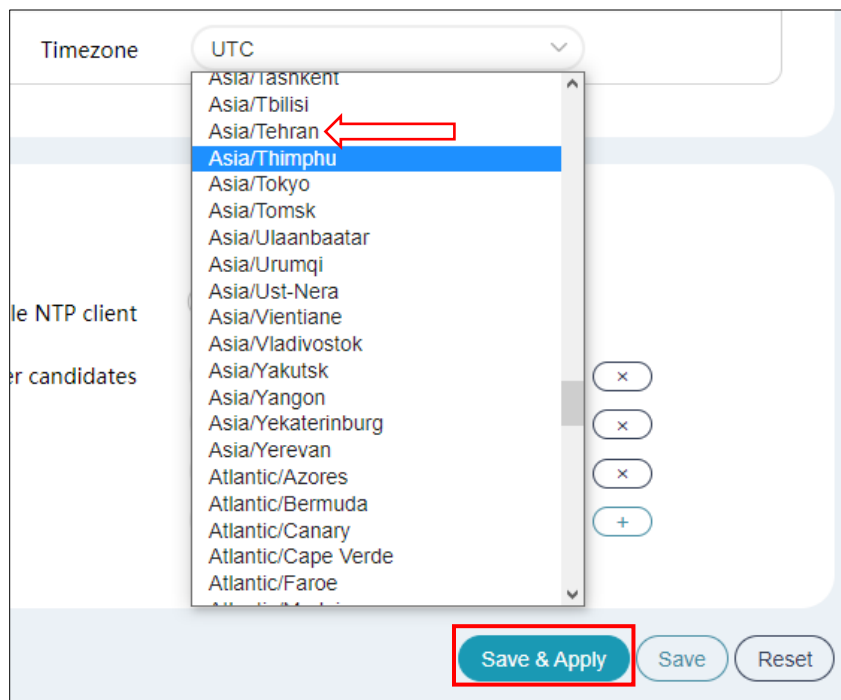 Timezone
UTC
Asia/Tashkent
Asia/Tbilisi
Asia/Tehran
Asia/Thimphu
Asia/Tokyo
Asia/Tomsk
Asia/Ulaanbaatar
Asia/Urumqi
Asia/Ust-Nera
le NTP client
Asia/Vientiane
Asia/Vladivostok
er candidates
Asia/Yakutsk
×
Asia/Yangon
Asia/Yekaterinburg
×
Asia/Yerevan
Atlantic/Azores
×
Atlantic/Bermuda
Atlantic/Canary
+
Atlantic/Cape Verde
Atlantic/Faroe
Save & Apply
Save
Reset